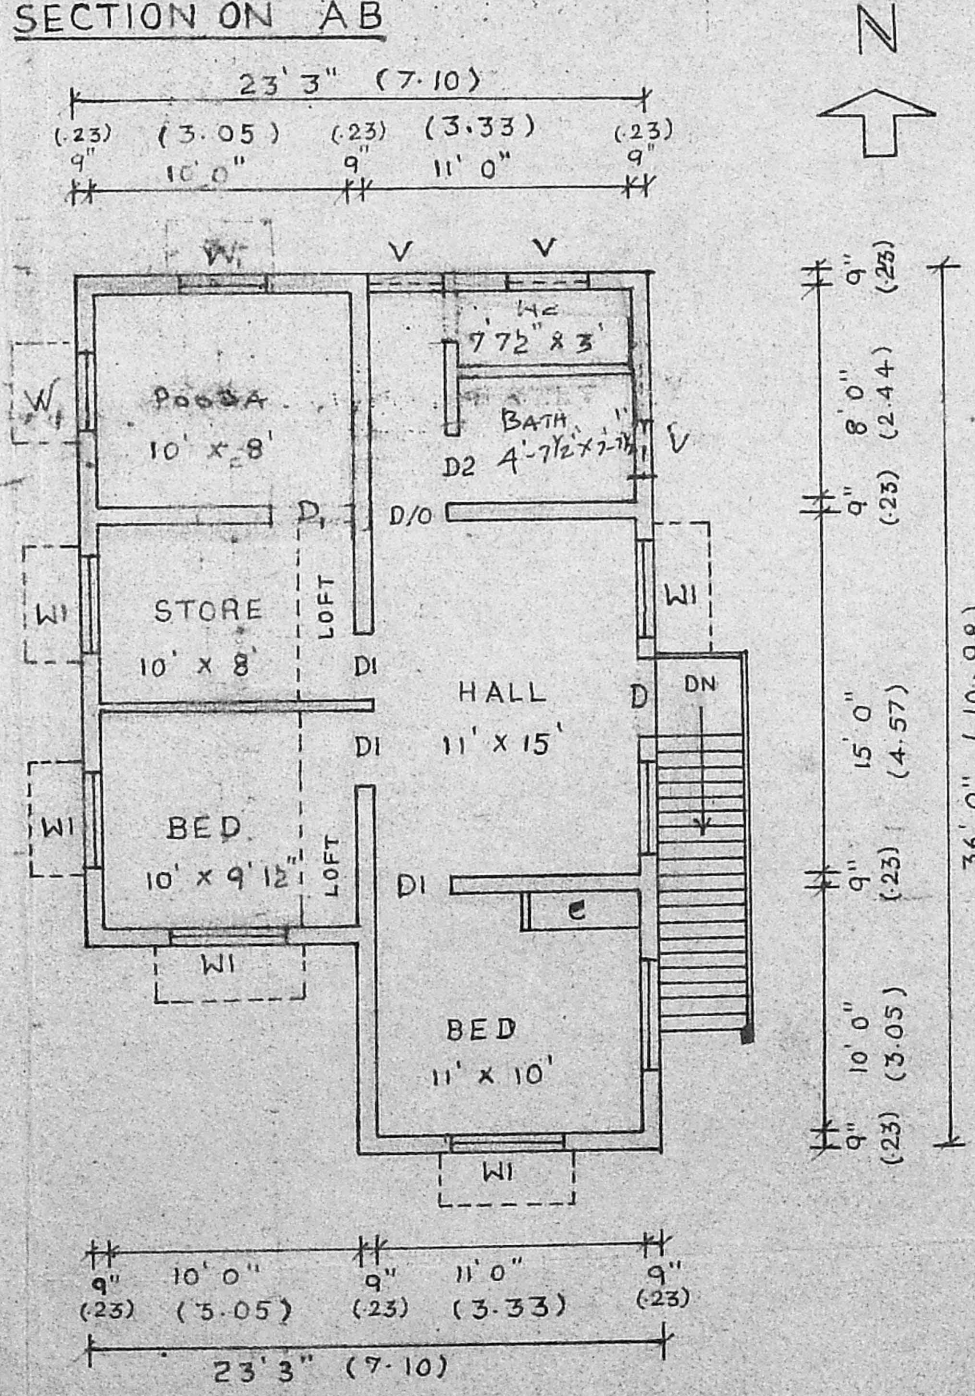 SECTION ON AB
N
23' 3" (7.10)
(.23) (3.05) (.23) (3.33) (.23)
9" 10' 0" 9" 11' 0" 9"
W1 V V
WC
7' 7½" x 3'
W1
POOJA
10' x 8'
BATH
V
D2
D1
D/O
9" (.23)
8' 0" (2.44)
9" (.23)
W1
STORE
10' x 8'
LOFT
D1
HALL
11' x 15'
W1
D
DN
15' 0" (4.57)
36' 0" (10.98)
D1
W1
BED
10' x 9' 1½"
LOFT
D1
C
9" (.23)
W1
BED
11' x 10'
10' 0" (3.05)
9" (.23)
W1
9" 10' 0" 9" 11' 0" 9"
(.23) (3.05) (.23) (3.33) (.23)
23' 3" (7.10)